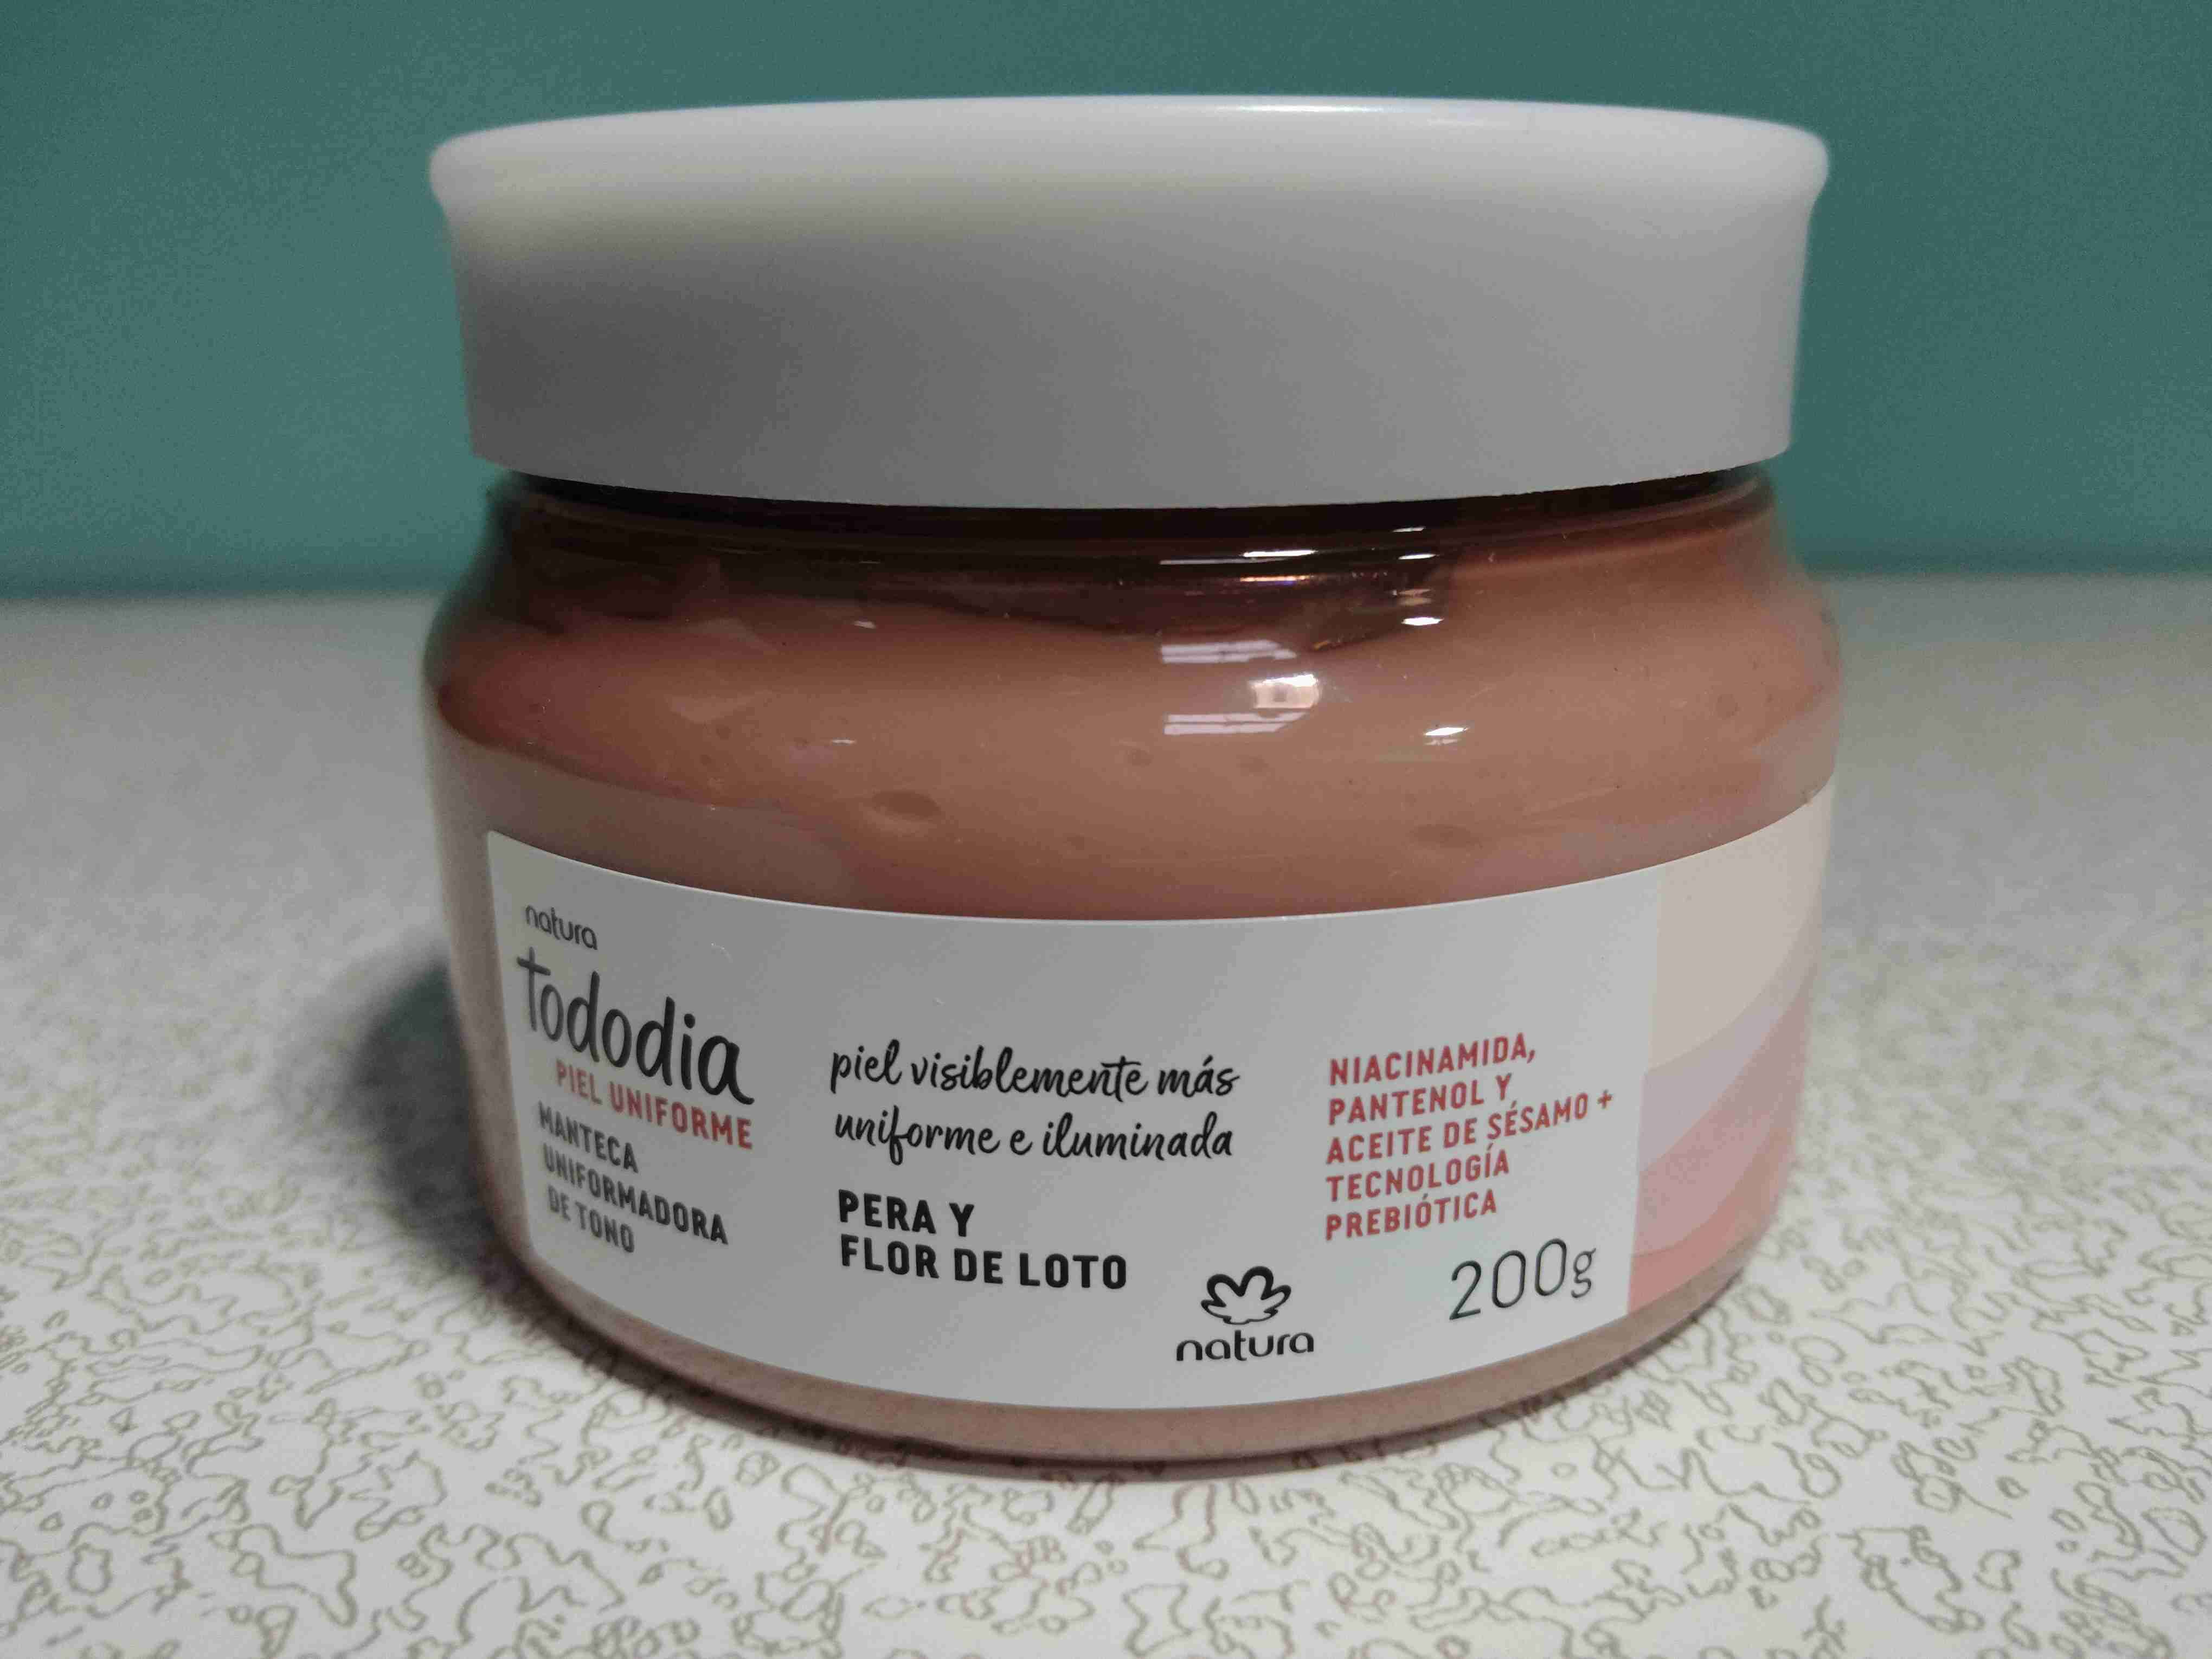 natura
tododia
PIEL UNIFORME
MANTECA
UNIFORMADORA
DE TONO
piel visiblemente más
uniforme e iluminada
PERA Y
FLOR DE LOTO
natura
NIACINAMIDA,
PANTENOL Y
ACEITE DE SÉSAMO +
TECNOLOGÍA
PREBIÓTICA
200g